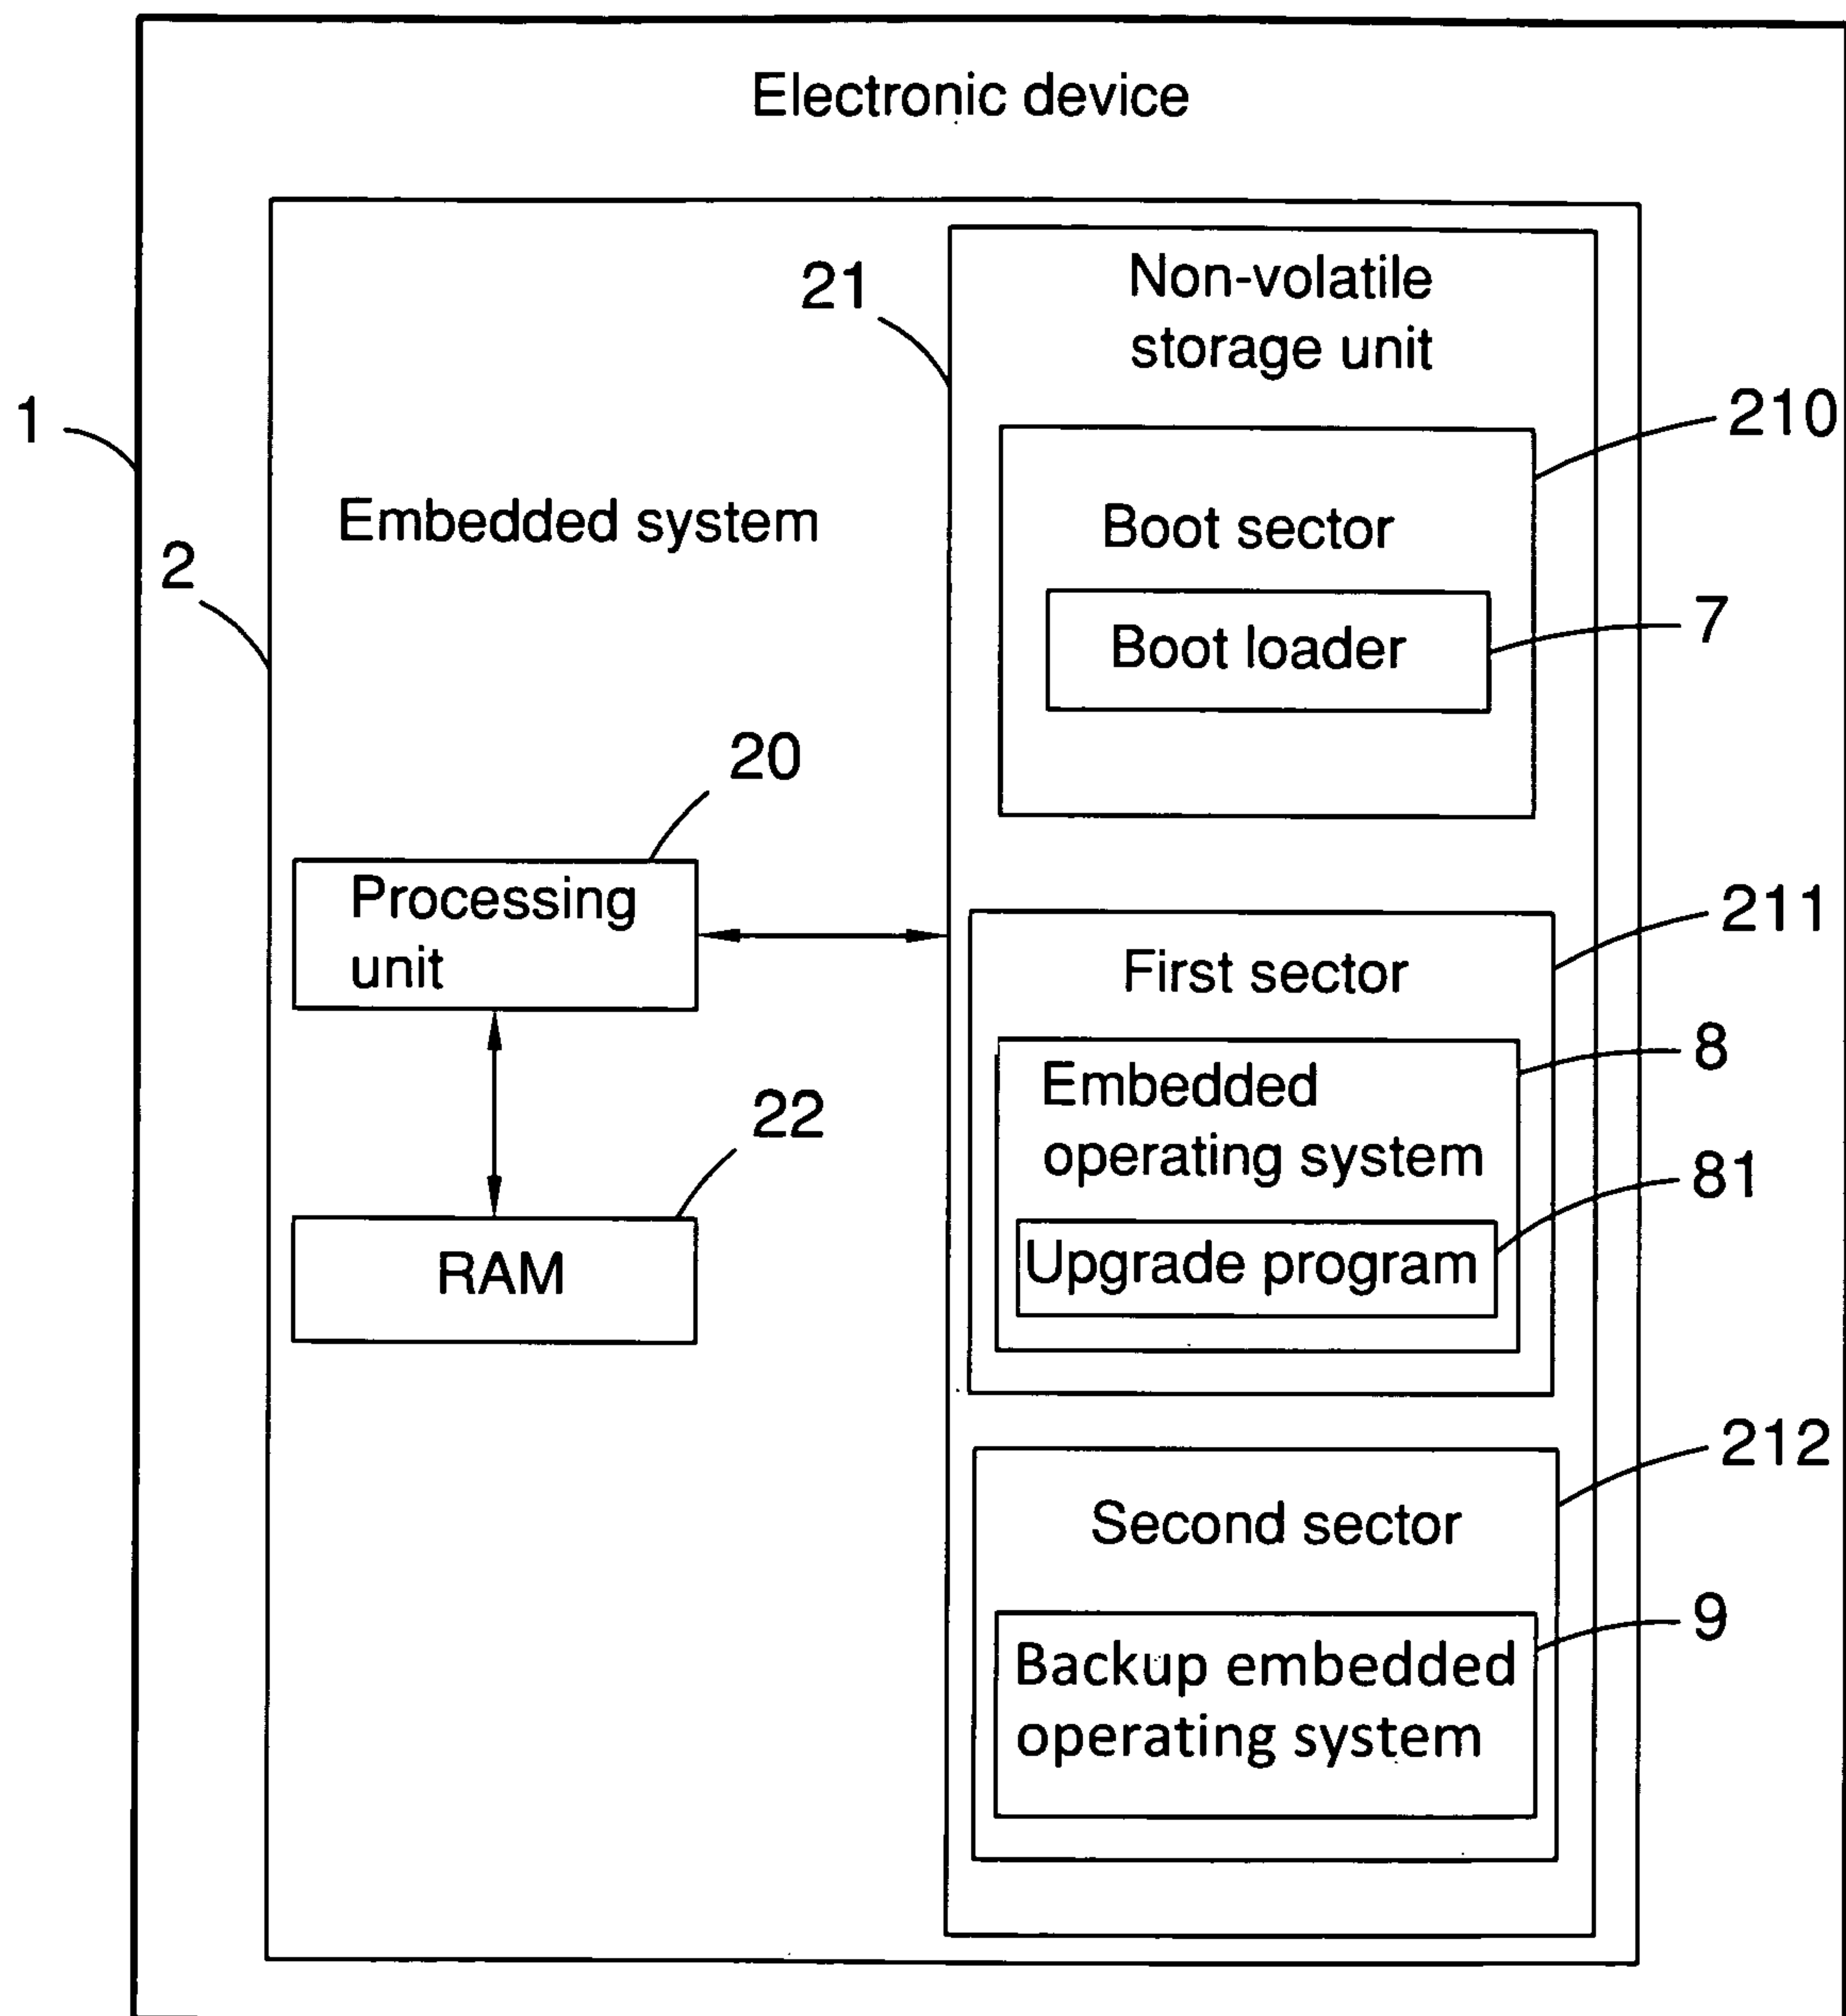 Electronic device
21
Non-volatile
storage unit
1
210
Embedded system
Boot sector
2
7
Boot loader
20
Processing
unit
211
First sector
8
Embedded
operating system
22
81
RAM
Upgrade program
212
Second sector
9
Backup embedded
operating system